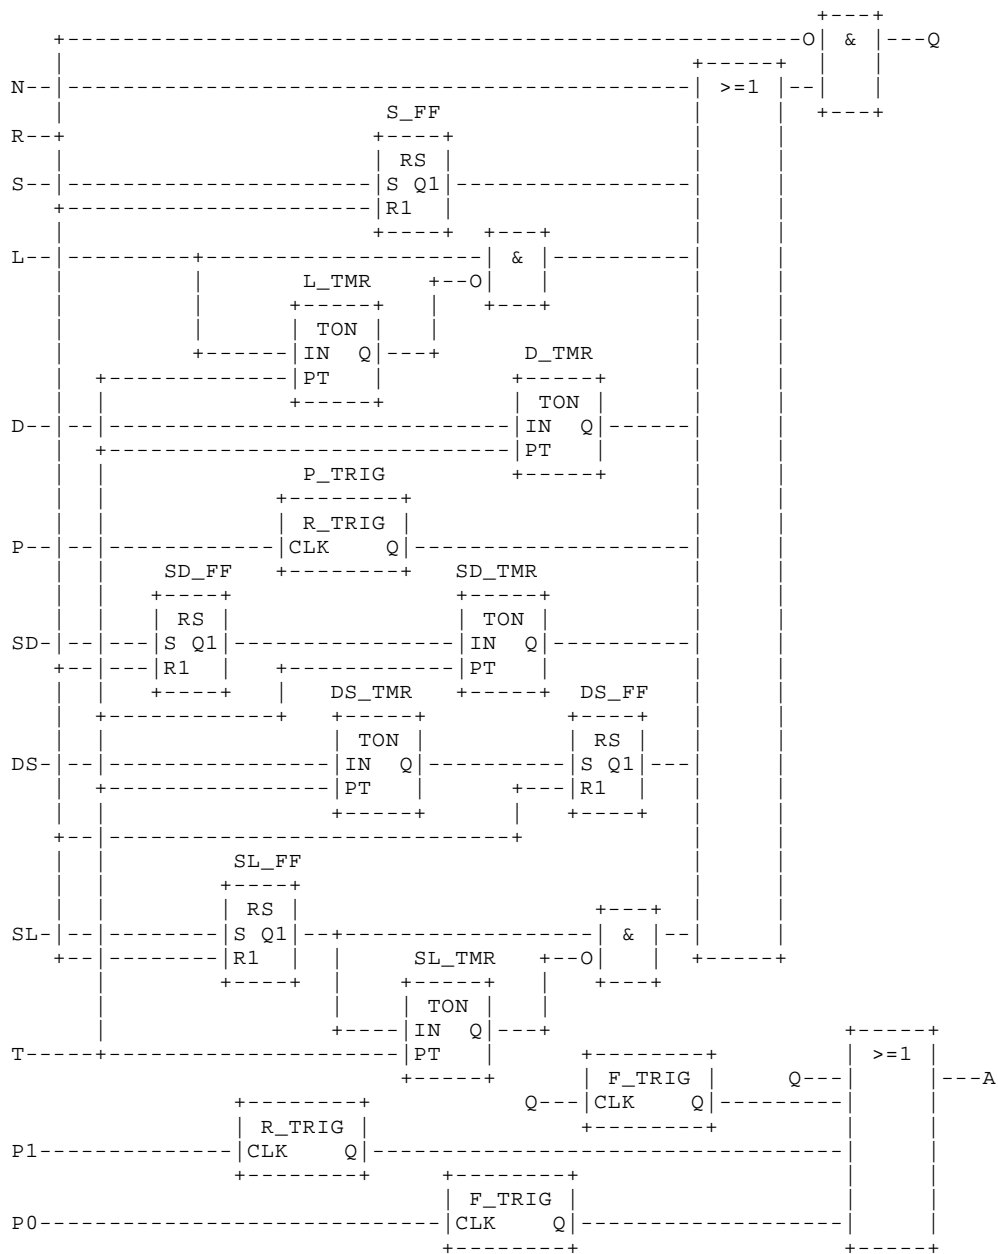 & Q
N >=1
S_FF
R
RS
S S Q1
R1
L &
L_TMR
TON
IN Q D_TMR
PT
TON
D IN Q
PT
P_TRIG
R_TRIG
P CLK Q
SD_FF SD_TMR
RS TON
SD S Q1 IN Q
R1 PT
DS_TMR DS_FF
TON RS
DS IN Q S Q1
PT R1
SL_FF
RS
SL S Q1 &
R1 SL_TMR
TON
IN Q
T PT >=1
F_TRIG Q A
Q CLK Q
R_TRIG
P1 CLK Q
F_TRIG
P0 CLK Q